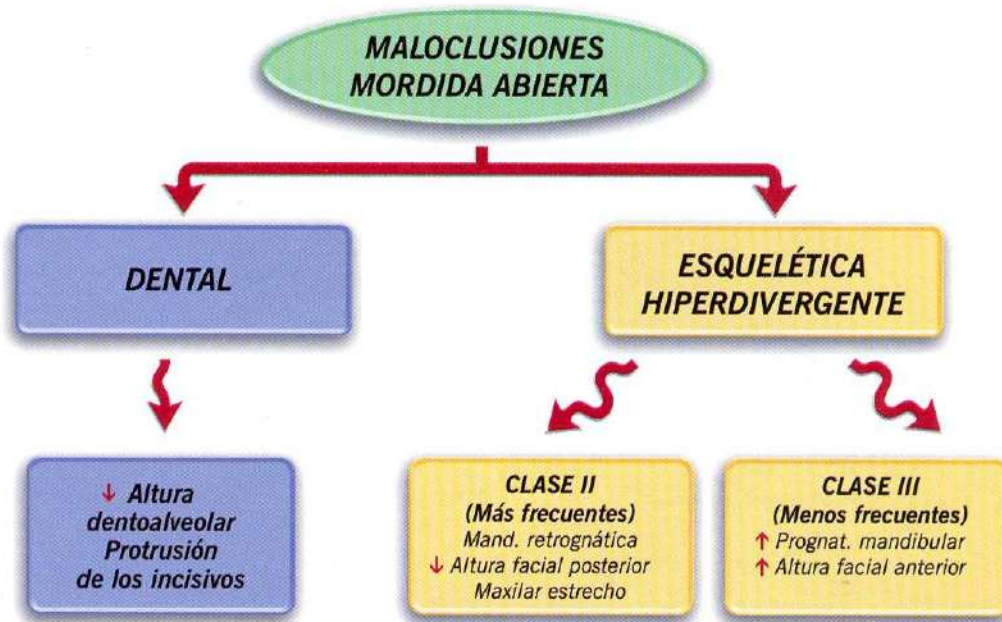 MALOCLUSIONES
MORDIDA ABIERTA
DENTAL
ESQUELÉTICA
HIPERDIVERGENTE
↓ Altura
dentoalveolar
Protrusión
de los incisivos
CLASE II
(Más frecuentes)
Mand. retrognática
↓ Altura facial posterior
Maxilar estrecho
CLASE III
(Menos frecuentes)
↑ Prognat. mandibular
↑ Altura facial anterior